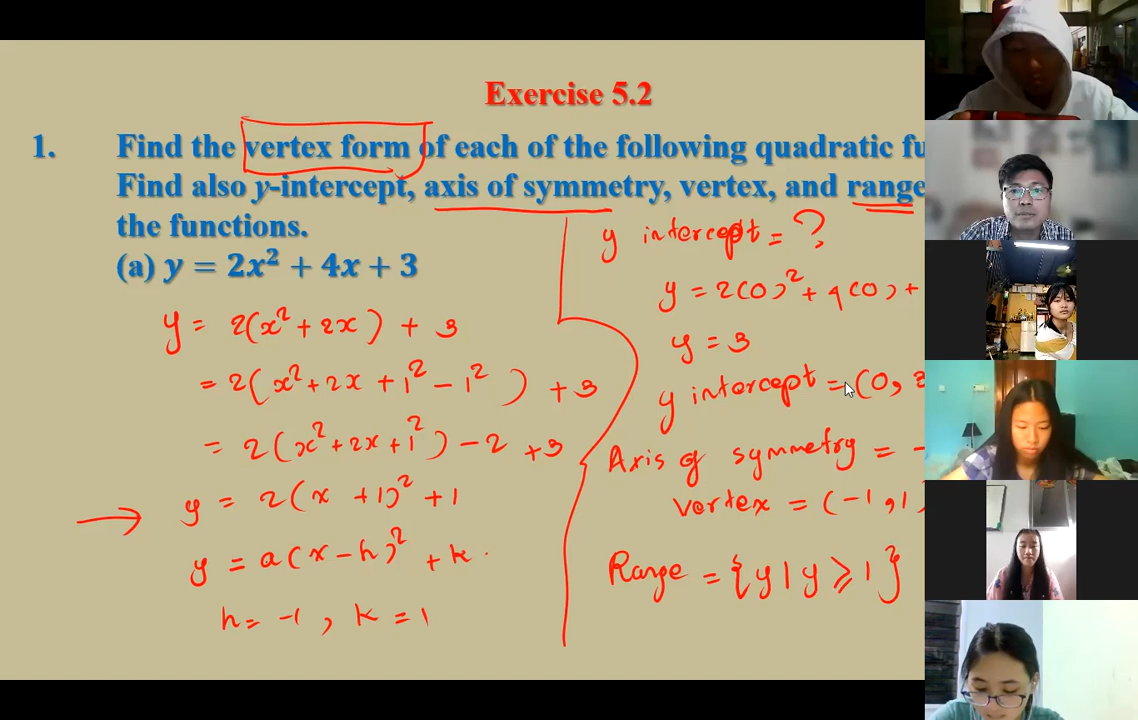 Exercise 5.2
1. Find the vertex form of each of the following quadratic fu
Find also y-intercept, axis of symmetry, vertex, and range
the functions.
(a) y = 2x² + 4x + 3
y = 2(x² + 2x) + 3
= 2(x² + 2x + 1² - 1²) + 3
= 2(x² + 2x + 1²) - 2 + 3
→ y = 2(x + 1)² + 1
y = a(x - h)² + k
h = -1, k = 1
y intercept = ?
y = 2(0)² + 4(0) +
y = 3
y intercept = (0,
Axis of symmetry = -
vertex = (-1, 1)
Range = {y | y ⩾ 1}